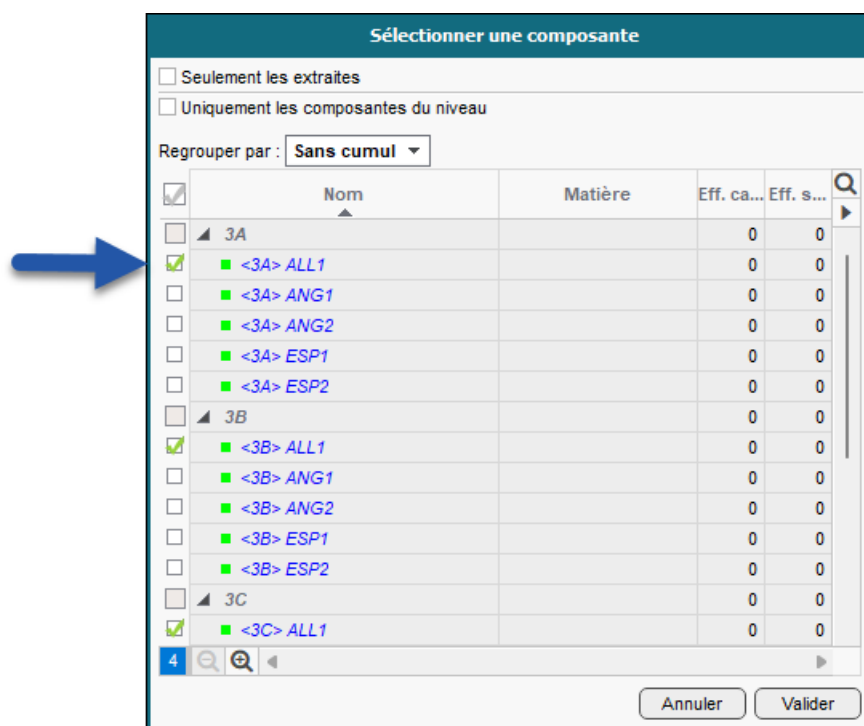 Sélectionner une composante
Seulement les extraites
Uniquement les composantes du niveau
Regrouper par : Sans cumul
Nom Matière Eff. ca... Eff. s...
3A 0 0
<3A> ALL1 0 0
<3A> ANG1 0 0
<3A> ANG2 0 0
<3A> ESP1 0 0
<3A> ESP2 0 0
3B 0 0
<3B> ALL1 0 0
<3B> ANG1 0 0
<3B> ANG2 0 0
<3B> ESP1 0 0
<3B> ESP2 0 0
3C 0 0
<3C> ALL1 0 0
4
Annuler Valider